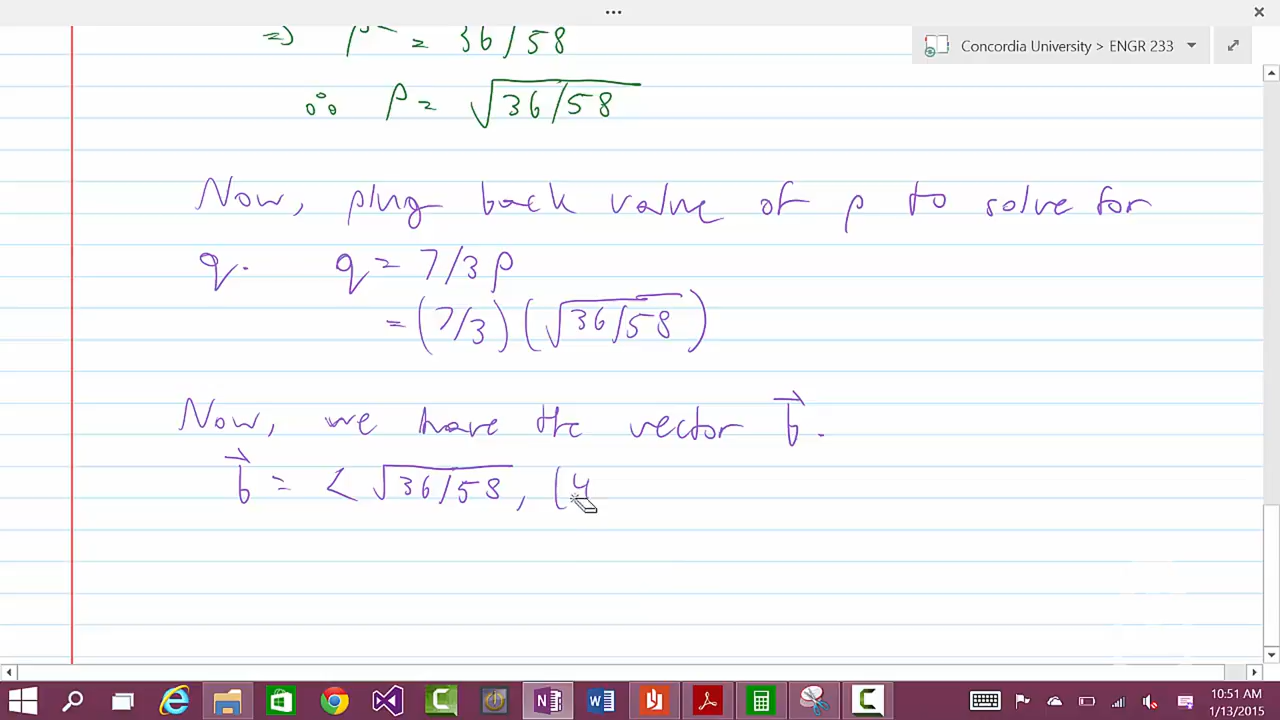 Concordia University > ENGR 233
=> p² = 36/58
∴ p = √36/58
Now, plug back value of p to solve for
q. q = 7/3 p
= (7/3) (√36/58)
Now, we have the vector b⃗.
b⃗ = < √36/58, (4
10:51 AM
1/13/2015